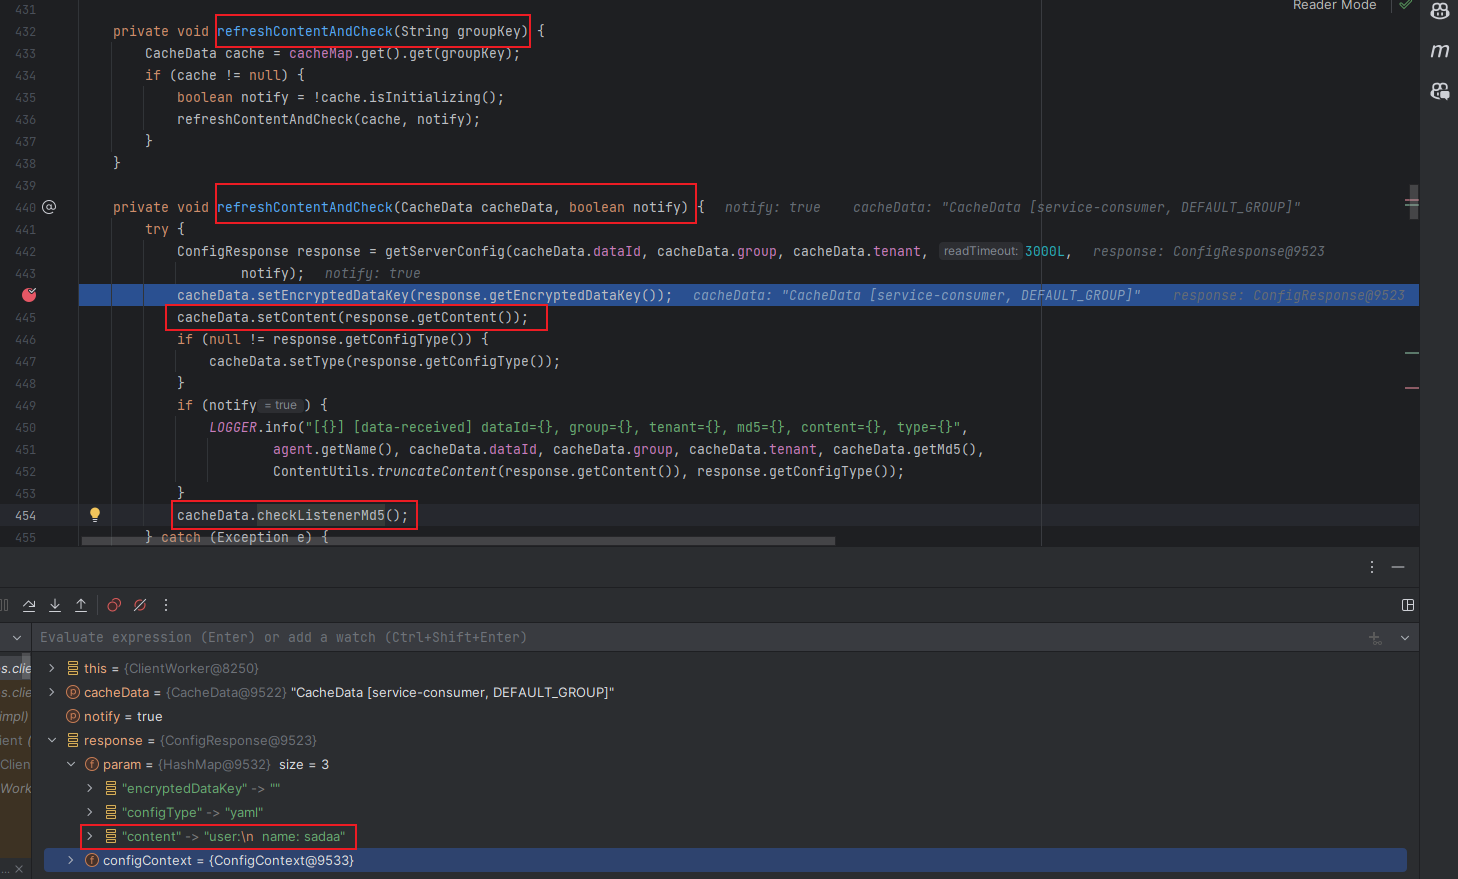 Reader Mode
431
432 private void refreshContentAndCheck(String groupKey) {
433 CacheData cache = cacheMap.get().get(groupKey);
434 if (cache != null) {
435 boolean notify = !cache.isInitializing();
436 refreshContentAndCheck(cache, notify);
437 }
438 }
439
440 @ private void refreshContentAndCheck(CacheData cacheData, boolean notify) { notify: true cacheData: "CacheData [service-consumer, DEFAULT_GROUP]"
441 try {
442 ConfigResponse response = getServerConfig(cacheData.dataId, cacheData.group, cacheData.tenant, readTimeout: 3000L, response: ConfigResponse@9523
443 notify); notify: true
cacheData.setEncryptedDataKey(response.getEncryptedDataKey()); cacheData: "CacheData [service-consumer, DEFAULT_GROUP]" response: ConfigResponse@9523
445 cacheData.setContent(response.getContent());
446 if (null != response.getConfigType()) {
447 cacheData.setType(response.getConfigType());
448 }
449 if (notify = true ) {
450 LOGGER.info("[{}] [data-received] dataId={}, group={}, tenant={}, md5={}, content={}, type={}",
451 agent.getName(), cacheData.dataId, cacheData.group, cacheData.tenant, cacheData.getMd5(),
452 ContentUtils.truncateContent(response.getContent()), response.getConfigType());
453 }
454 cacheData.checkListenerMd5();
455 } catch (Exception e) {
m
Evaluate expression (Enter) or add a watch (Ctrl+Shift+Enter)
s.clie this = {ClientWorker@8250}
s.clie cacheData = {CacheData@9522} "CacheData [service-consumer, DEFAULT_GROUP]"
impl) notify = true
ient ( response = {ConfigResponse@9523}
Clien param = {HashMap@9532} size = 3
Work "encryptedDataKey" -> ""
"configType" -> "yaml"
"content" -> "user:\n name: sadaa"
configContext = {ConfigContext@9533}
...